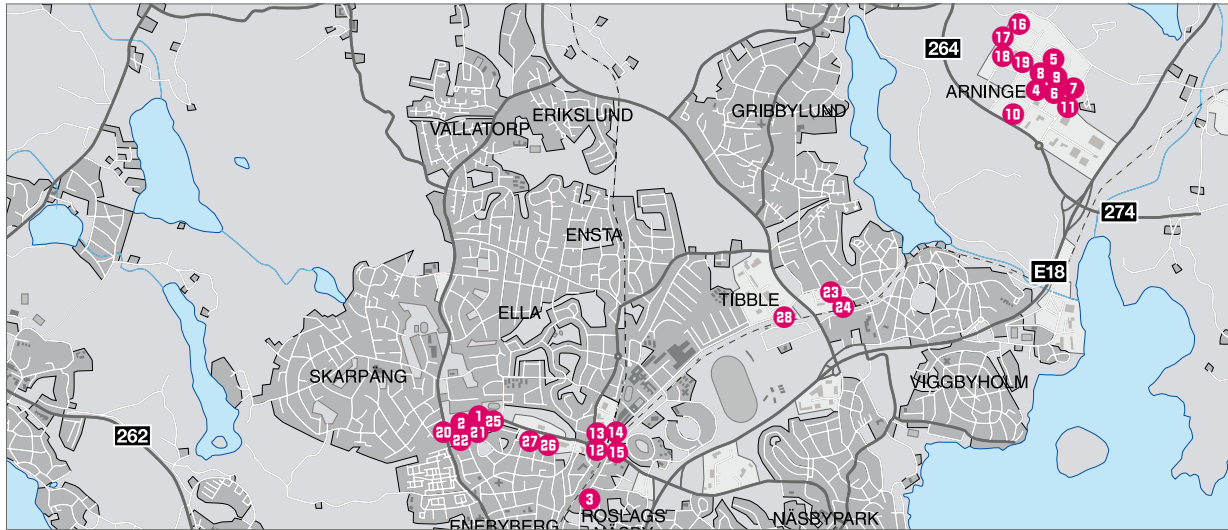 16
17
264
18
19
5
8
9
ARNINGE
4
6
7
11
10
GRIBBYLUND
ERIKSLUND
VALLATORP
274
ENSTA
E18
23
TIBBLE
24
28
ELLA
SKARPÄNG
VIGGBYHOLM
262
1
2
25
20
21
22
27
26
13
14
12
15
3
ENEBYBERG
ROSLAGS
NÄSBY
NÄSBYPARK